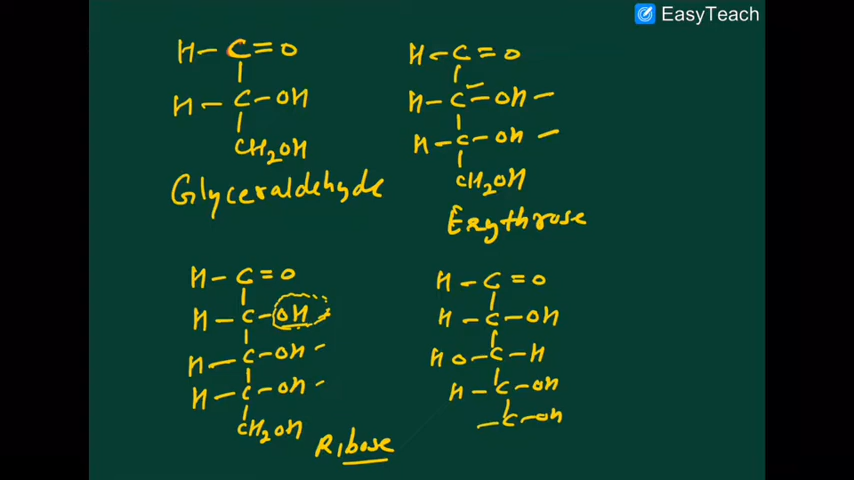 EasyTeach
H-C=O
H-C-OH
CH2OH
Glyceraldehyde
H-C=O
H-C-OH-
H-C-OH-
CH2OH
Erythrose
H-C=O
H-C-OH
H-C-OH
H-C-OH
CH2OH
Ribose
H-C=O
H-C-OH
HO-C-H
H-C-OH
-C-OH